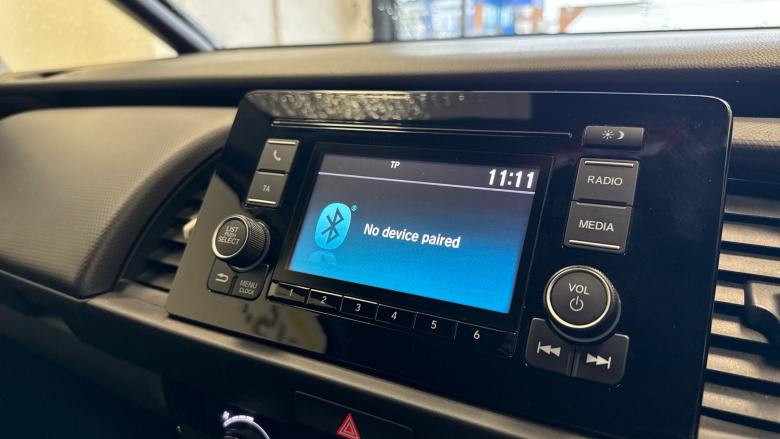 TP
11:11
No device paired
TA
LIST
PUSH
SELECT
MENU
CLOCK
1 2 3 4 5 6
RADIO
MEDIA
VOL